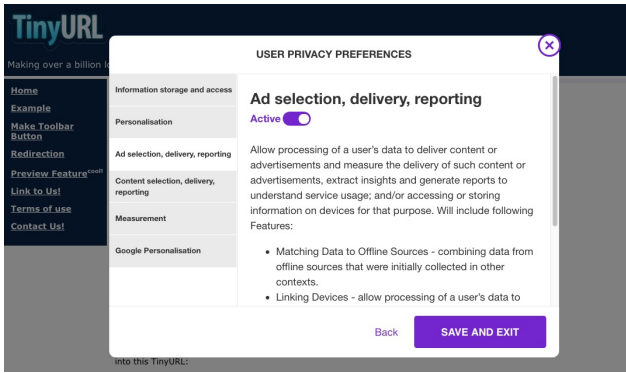 TinyURL
Making over a billion
Home
Example
Make Toolbar
Button
Redirection
Preview Featurecool!
Link to Us!
Terms of use
Contact Us!
USER PRIVACY PREFERENCES
Information storage and access
Personalisation
Ad selection, delivery, reporting
Content selection, delivery,
reporting
Measurement
Google Personalisation
Ad selection, delivery, reporting
Active
Allow processing of a user's data to deliver content or
advertisements and measure the delivery of such content or
advertisements, extract insights and generate reports to
understand service usage; and/or accessing or storing
information on devices for that purpose. Will include following
Features:
• Matching Data to Offline Sources - combining data from
offline sources that were initially collected in other
contexts.
• Linking Devices - allow processing of a user's data to
Back
SAVE AND EXIT
into this TinyURL: